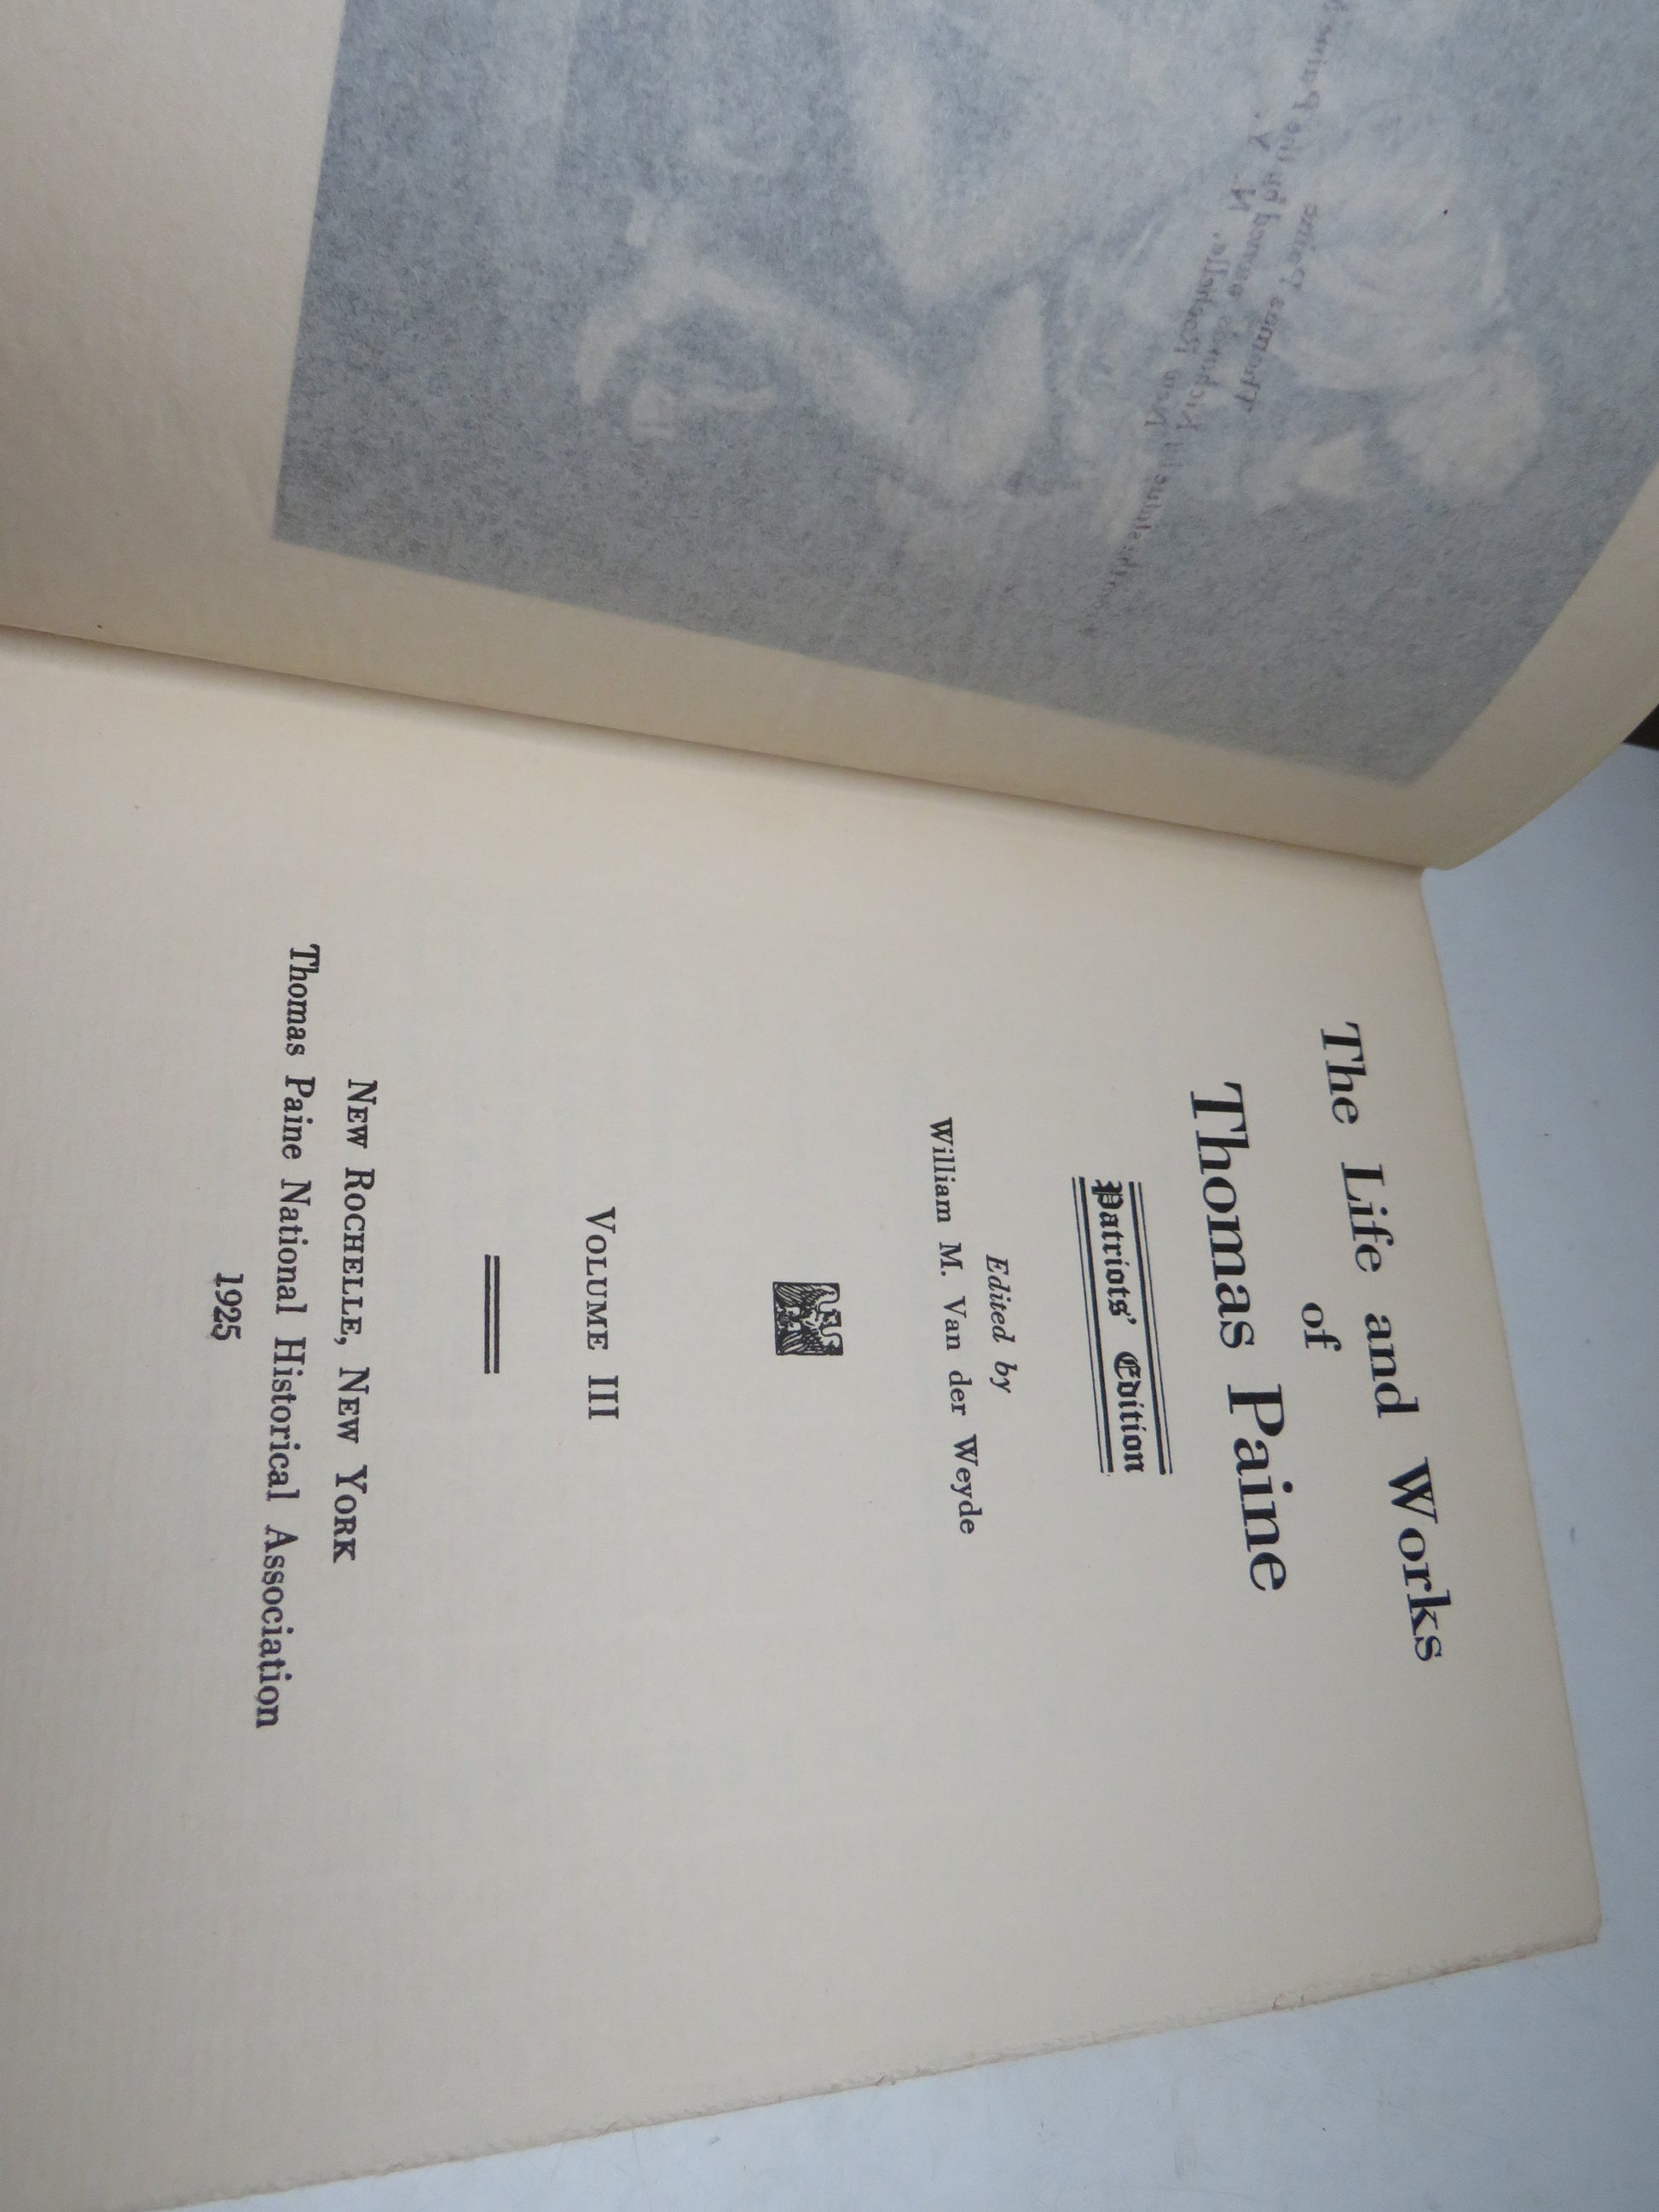 The Life and Works
of
Thomas Paine
Patriots' Edition
Edited by
William M. Van der Weyde
VOLUME III
NEW ROCHELLE, NEW YORK
Thomas Paine National Historical Association
1925